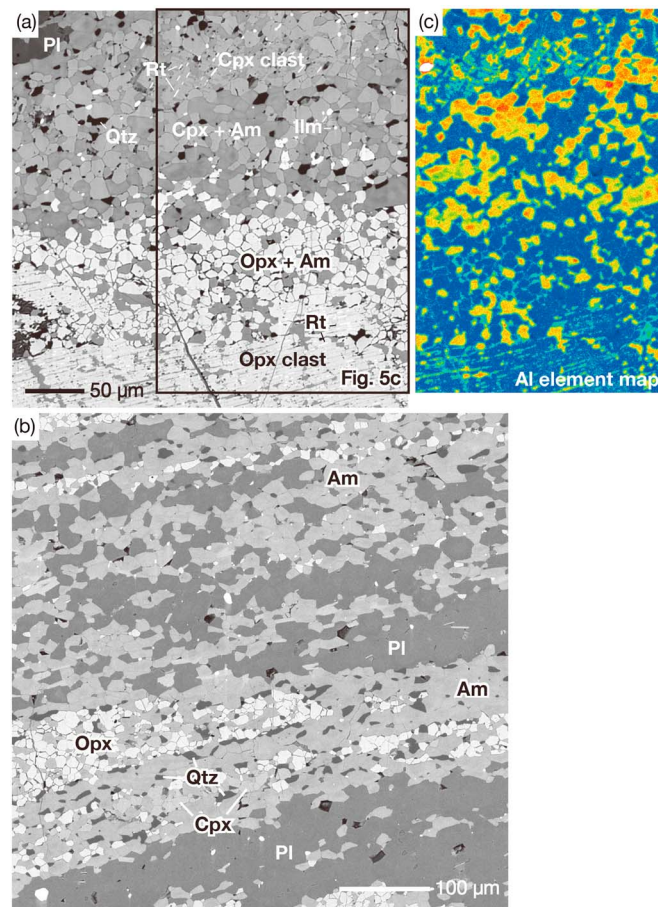 (a)
Pl
Rt
Cpx clast
Qtz
Cpx + Am
Ilm
Opx + Am
Rt
Opx clast
50 µm
Fig. 5c
(c)
Al element map
(b)
Am
Pl
Am
Opx
Qtz
Cpx
Pl
100 µm